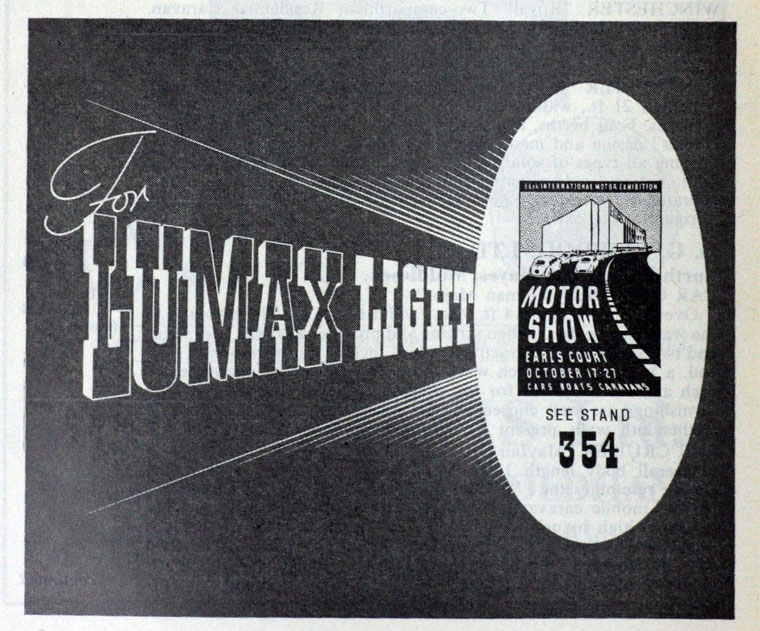 For
LUMAX LIGHT
36th INTERNATIONAL MOTOR EXHIBITION
MOTOR
SHOW
EARLS COURT
OCTOBER 17-27
CARS BOATS CARAVANS
SEE STAND
354